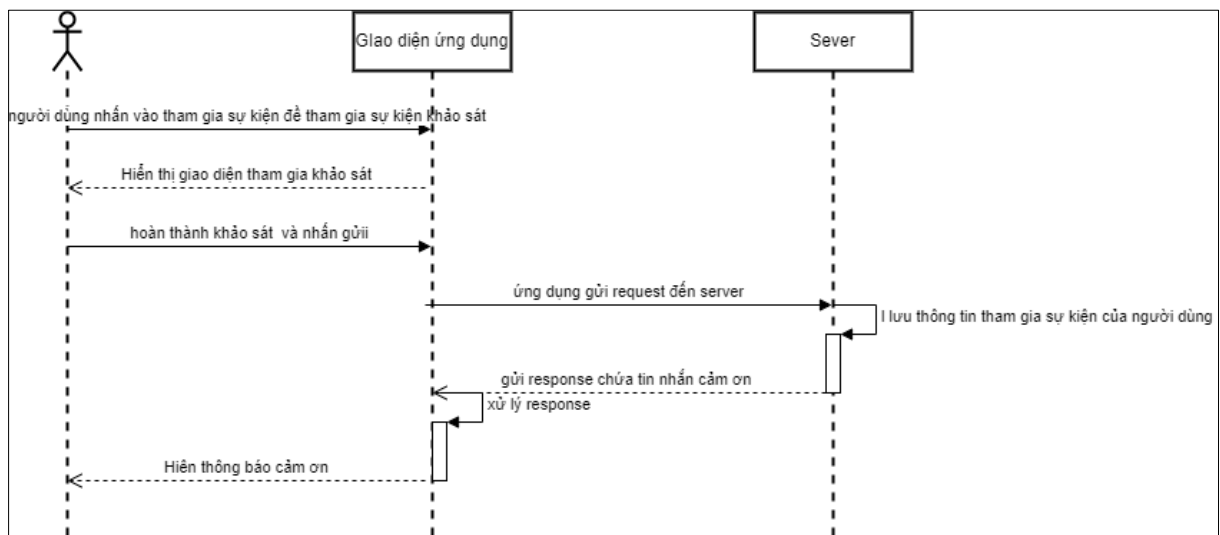 GIao diện ứng dụng
Sever
người dùng nhấn vào tham gia sự kiện để tham gia sự kiện khảo sát
Hiển thị giao diện tham gia khảo sát
hoàn thành khảo sát và nhấn gửii
ứng dụng gửi request đến server
l lưu thông tin tham gia sự kiện của người dùng
gửi response chứa tin nhắn cảm ơn
xử lý response
Hiên thông báo cảm ơn